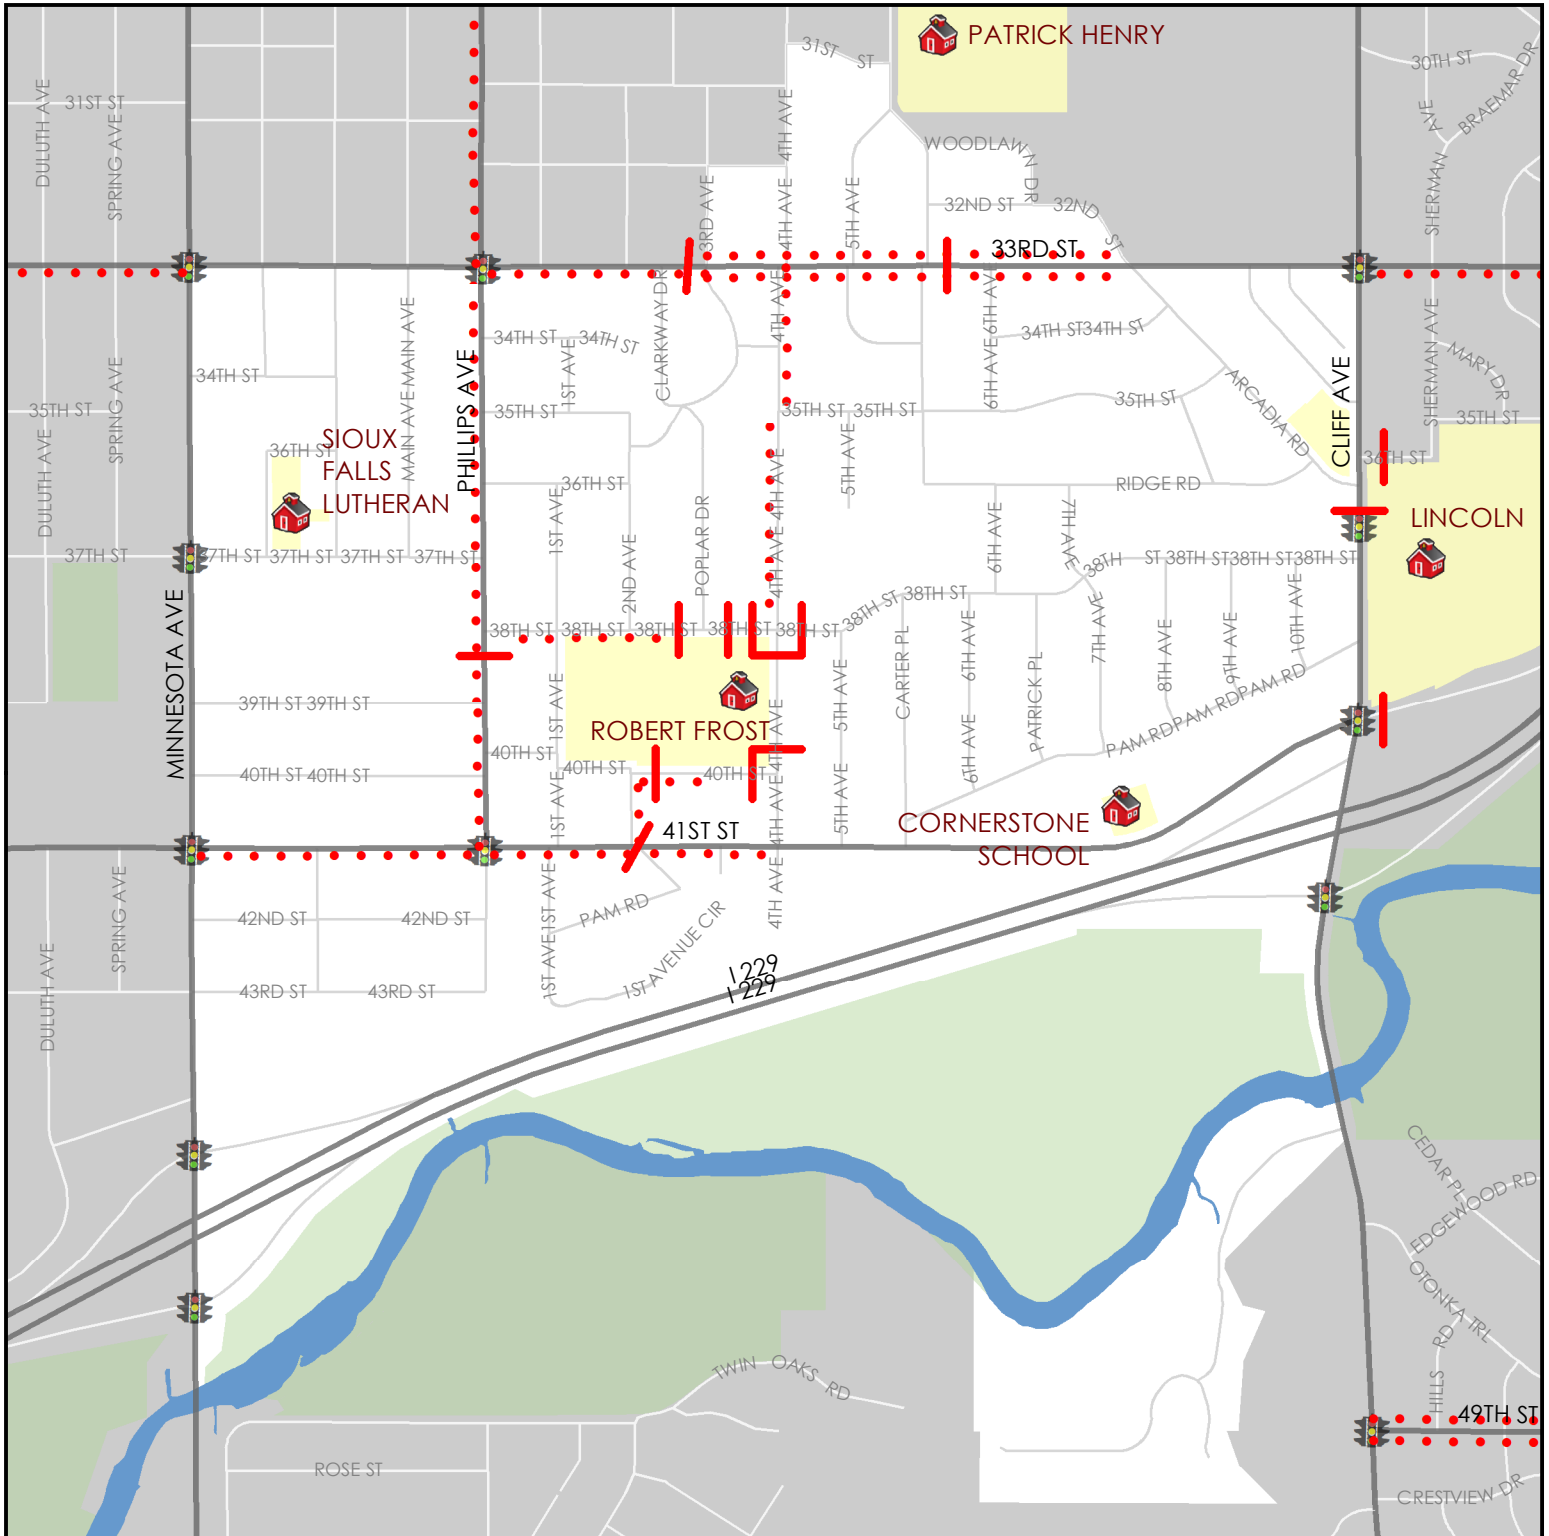 PATRICK HENRY
31ST ST
30TH ST
BRAEMAR DR
AVE
SHERMAN
DULUTH AVE
31ST ST
SPRING AVE
4TH AVE
WOODLAWN DR
3RD AVE
4TH AVE
5TH AVE
32ND ST
32ND ST
33RD ST
34TH ST
34TH ST
CLARKWAY DR
4TH AVE
6TH AVE
6TH AVE
34TH ST
34TH ST
SHERMAN AVE
MARY DR
34TH ST
MAIN AVE
MAIN AVE
PHILLIPS AVE
1ST AVE
35TH ST
35TH ST
35TH ST
35TH ST
ARCADIA RD
CLIFF AVE
35TH ST
35TH ST
SPRING AVE
DULUTH AVE
36TH ST
SIOUX
FALLS
LUTHERAN
36TH ST
5TH AVE
4TH AVE
4TH AVE
RIDGE RD
36TH ST
LINCOLN
37TH ST
37TH ST
37TH ST
37TH ST
37TH ST
1ST AVE
2ND AVE
POPLAR DR
6TH AVE
7TH AVE
38TH ST
38TH ST
38TH ST
38TH ST
MINNESOTA AVE
38TH ST
38TH ST
38TH ST
38TH ST
38TH ST
38TH ST
38TH ST
CARTER PL
6TH AVE
PATRICK PL
7TH AVE
8TH AVE
9TH AVE
10TH AVE
39TH ST
39TH ST
1ST AVE
ROBERT FROST
4TH AVE
5TH AVE
6TH AVE
PAM RD
PAM RD
PAM RD
40TH ST
40TH ST
40TH ST
40TH ST
40TH ST
1ST AVE
4TH AVE
5TH AVE
CORNERSTONE
SCHOOL
41ST ST
42ND ST
42ND ST
SPRING AVE
1ST AVE
1ST AVE
PAM RD
4TH AVE
1ST AVENUE CIR
43RD ST
43RD ST
DULUTH AVE
I 229
I 229
CEDAR PL
EDGEWOOD RD
OTONKA TRL
HILLS RD
TWIN OAKS RD
49TH ST
ROSE ST
CRESTVIEW DR